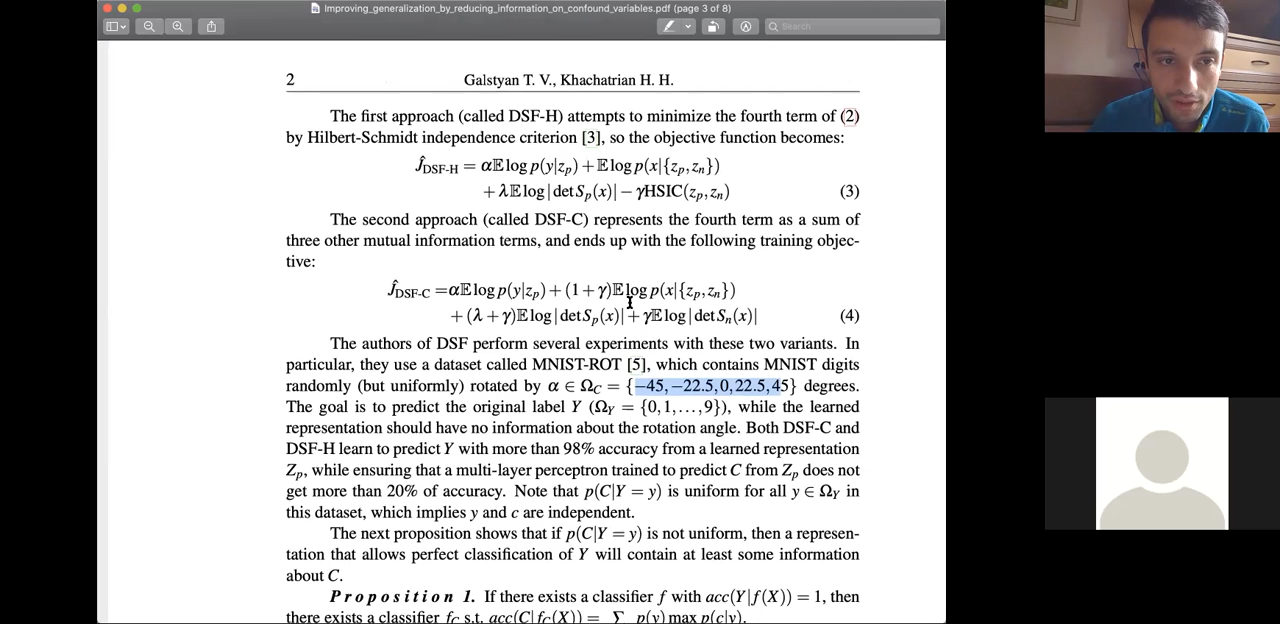 Improving_generalization_by_reducing_information_on_confound_variables.pdf (page 3 of 8)
Search
2 Galstyan T. V., Khachatrian H. H.
The first approach (called DSF-H) attempts to minimize the fourth term of (2)
by Hilbert-Schmidt independence criterion [3], so the objective function becomes:
Ĵ_DSF-H = α𝔼 log p(y|z_p) + 𝔼 log p(x|{z_p, z_n})
+ λ𝔼 log |det S_p(x)| − γHSIC(z_p, z_n) (3)
The second approach (called DSF-C) represents the fourth term as a sum of
three other mutual information terms, and ends up with the following training objec-
tive:
Ĵ_DSF-C = α𝔼 log p(y|z_p) + (1 + γ)𝔼 log p(x|{z_p, z_n})
+ (λ + γ)𝔼 log |det S_p(x)| + γ𝔼 log |det S_n(x)| (4)
The authors of DSF perform several experiments with these two variants. In
particular, they use a dataset called MNIST-ROT [5], which contains MNIST digits
randomly (but uniformly) rotated by α ∈ Ω_C = {−45, −22.5, 0, 22.5, 45} degrees.
The goal is to predict the original label Y (Ω_Y = {0, 1, ..., 9}), while the learned
representation should have no information about the rotation angle. Both DSF-C and
DSF-H learn to predict Y with more than 98% accuracy from a learned representation
Z_p, while ensuring that a multi-layer perceptron trained to predict C from Z_p does not
get more than 20% of accuracy. Note that p(C|Y = y) is uniform for all y ∈ Ω_Y in
this dataset, which implies y and c are independent.
The next proposition shows that if p(C|Y = y) is not uniform, then a represen-
tation that allows perfect classification of Y will contain at least some information
about C.
Proposition 1. If there exists a classifier f with acc(Y|f(X)) = 1, then
there exists a classifier f_C s.t. acc(C|f_C(X)) = Σ p(y) max p(c|y).